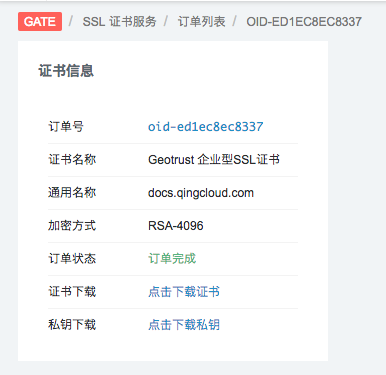 GATE / SSL 证书服务 / 订单列表 / OID-ED1EC8EC8337
证书信息
订单号 oid-ed1ec8ec8337
证书名称 Geotrust 企业型SSL证书
通用名称 docs.qingcloud.com
加密方式 RSA-4096
订单状态 订单完成
证书下载 点击下载证书
私钥下载 点击下载私钥